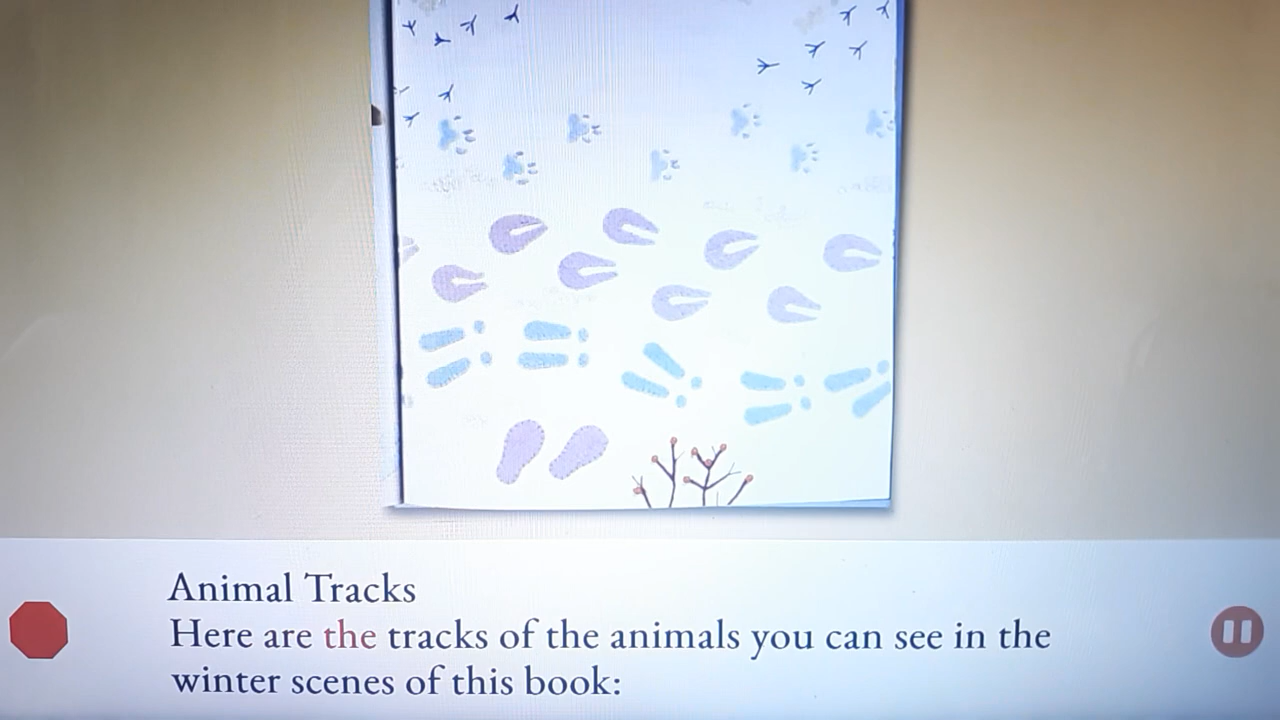 Animal Tracks
Here are the tracks of the animals you can see in the
winter scenes of this book: